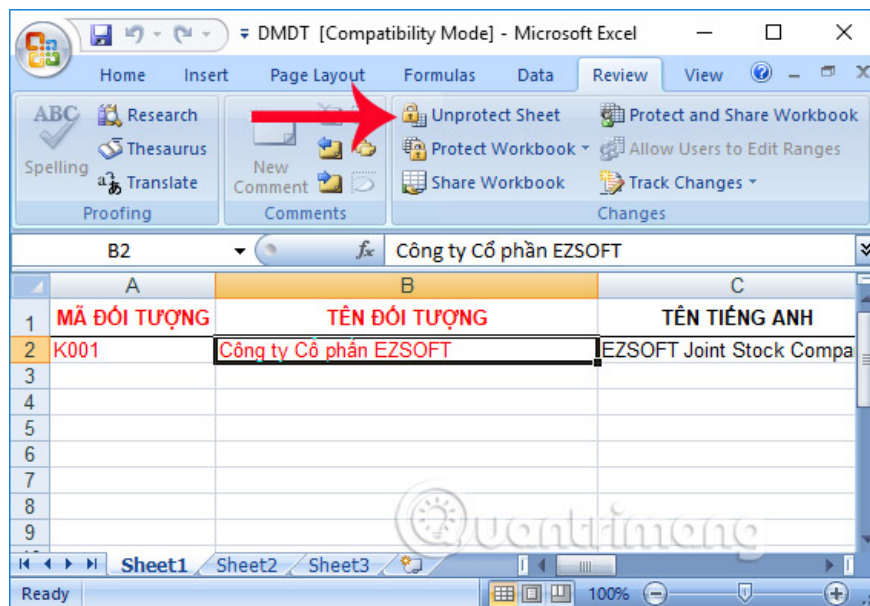 DMDT [Compatibility Mode] - Microsoft Excel
Home Insert Page Layout Formulas Data Review View
ABC Research Unprotect Sheet Protect and Share Workbook
Spelling Thesaurus New Comment Protect Workbook Allow Users to Edit Ranges
Translate Share Workbook Track Changes
Proofing Comments Changes
B2 fx Công ty Cổ phần EZSOFT
A B C
1 MÃ ĐỐI TƯỢNG TÊN ĐỐI TƯỢNG TÊN TIẾNG ANH
2 K001 Công ty Cổ phần EZSOFT EZSOFT Joint Stock Compa
3
4
5
6
7
8
9
Quantrimang
Sheet1 Sheet2 Sheet3
Ready 100%